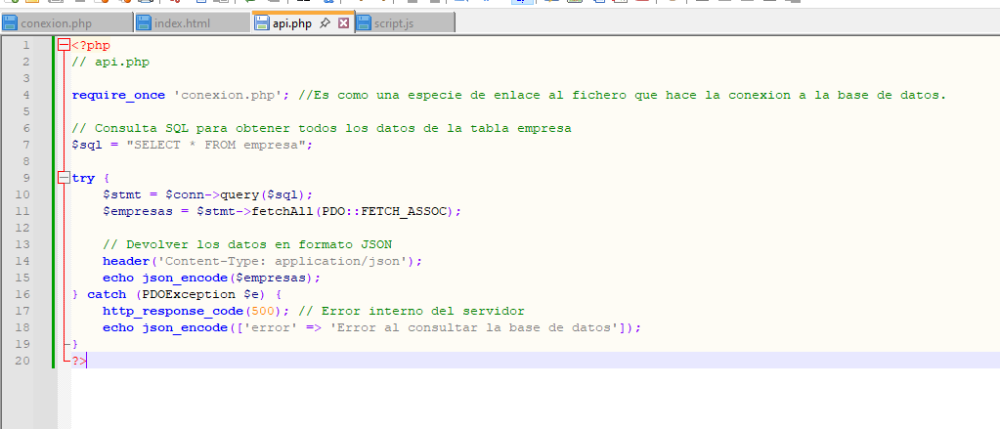 conexion.php index.html api.php script.js
1 <?php
2 // api.php
3
4 require_once 'conexion.php'; //Es como una especie de enlace al fichero que hace la conexion a la base de datos.
5
6 // Consulta SQL para obtener todos los datos de la tabla empresa
7 $sql = "SELECT * FROM empresa";
8
9 try {
10     $stmt = $conn->query($sql);
11     $empresas = $stmt->fetchAll(PDO::FETCH_ASSOC);
12
13     // Devolver los datos en formato JSON
14     header('Content-Type: application/json');
15     echo json_encode($empresas);
16 } catch (PDOException $e) {
17     http_response_code(500); // Error interno del servidor
18     echo json_encode(['error' => 'Error al consultar la base de datos']);
19 }
20 ?>